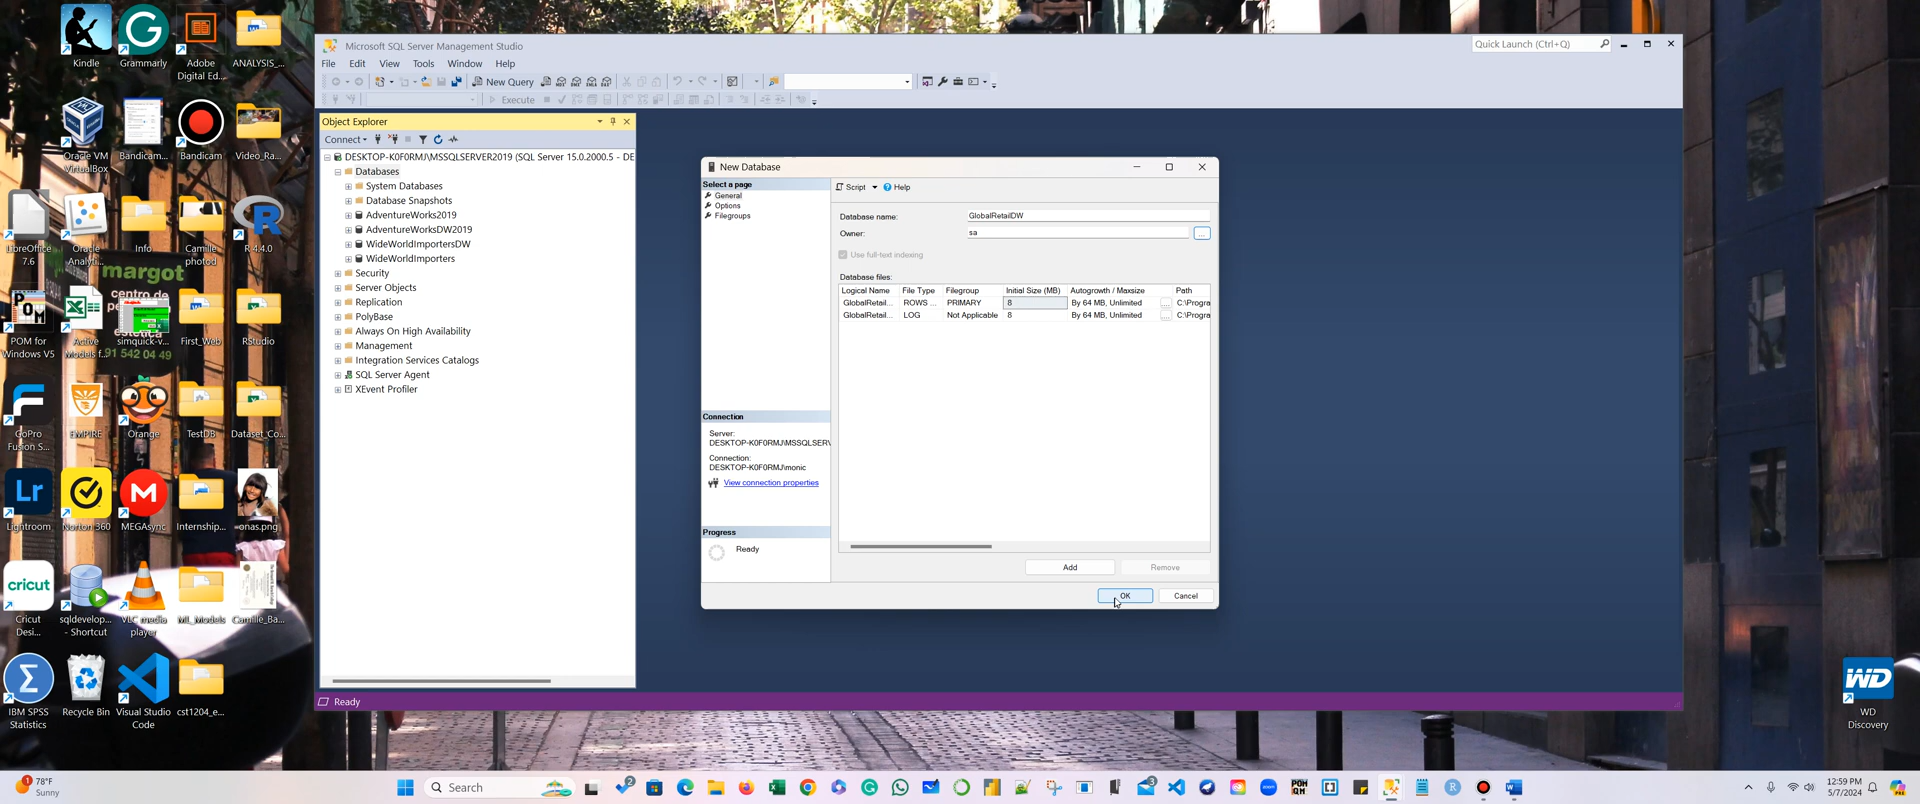 Kindle
Grammarly
Adobe
Digital Ed...
ANALYSIS_...
Oracle VM
VirtualBox
Bandicam...
Bandicam
Video_Ra...
LibreOffice
7.6
Oracle
Analyti...
Info
Camille
photod
R 4.4.0
margot
centro de
estética
91 542 04 49
POM for
Windows V5
Active
Models f...
simquick-v...
First_Web
RStudio
GoPro
Fusion S...
EMPIRE
Orange
TestDB
Dataset_Co...
Lightroom
Norton 360
MEGAsync
Internship...
-onas.png
cricut
Cricut
Desi...
sqldevelop...
- Shortcut
VLC media
player
ML_Models
Camille_Ba...
IBM SPSS
Statistics
Recycle Bin
Visual Studio
Code
cst1204_e...
WD
Discovery
Microsoft SQL Server Management Studio
Quick Launch (Ctrl+Q)
File Edit View Tools Window Help
New Query
Execute
Object Explorer
Connect
DESKTOP-K0F0RMJ\MSSQLSERVER2019 (SQL Server 15.0.2000.5 - DE
Databases
System Databases
Database Snapshots
AdventureWorks2019
AdventureWorksDW2019
WideWorldImportersDW
WideWorldImporters
Security
Server Objects
Replication
PolyBase
Always On High Availability
Management
Integration Services Catalogs
SQL Server Agent
XEvent Profiler
New Database
Select a page
General
Options
Filegroups
Script Help
Database name: GlobalRetailDW
Owner: sa ...
Use full-text indexing
Database files:
Logical Name File Type Filegroup Initial Size (MB) Autogrowth / Maxsize Path
GlobalRetail... ROWS ... PRIMARY 8 By 64 MB, Unlimited ... C:\Progra
GlobalRetail... LOG Not Applicable 8 By 64 MB, Unlimited ... C:\Progra
Connection
Server:
DESKTOP-K0F0RMJ\MSSQLSERV
Connection:
DESKTOP-K0F0RMJ\monic
View connection properties
Progress
Ready
Add Remove
OK Cancel
Ready
78°F
Sunny
Search
12:59 PM
5/7/2024